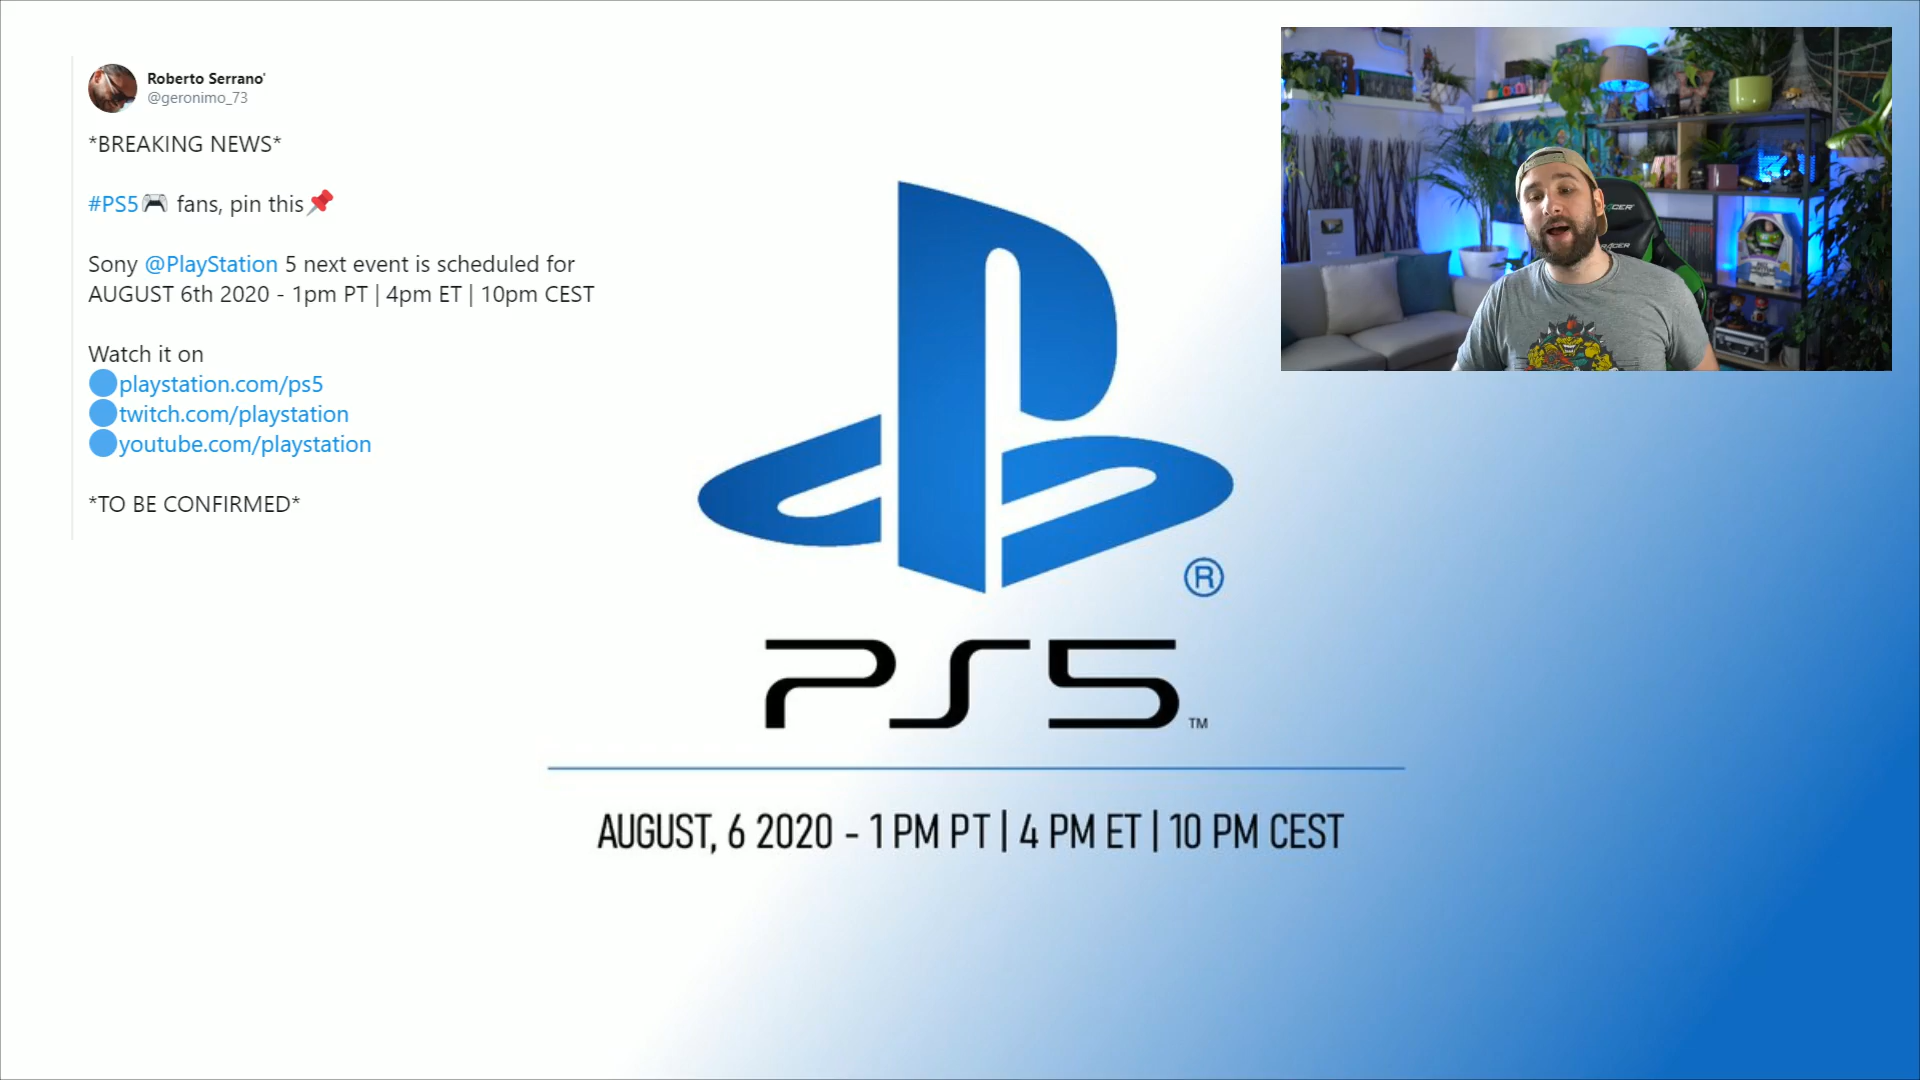 Roberto Serrano'
@geronimo_73
*BREAKING NEWS*
#PS5🎮 fans, pin this📌
Sony @PlayStation 5 next event is scheduled for
AUGUST 6th 2020 - 1pm PT | 4pm ET | 10pm CEST
Watch it on
🔵playstation.com/ps5
🔵twitch.com/playstation
🔵youtube.com/playstation
*TO BE CONFIRMED*
®
PS5™
AUGUST, 6 2020 - 1 PM PT | 4 PM ET | 10 PM CEST